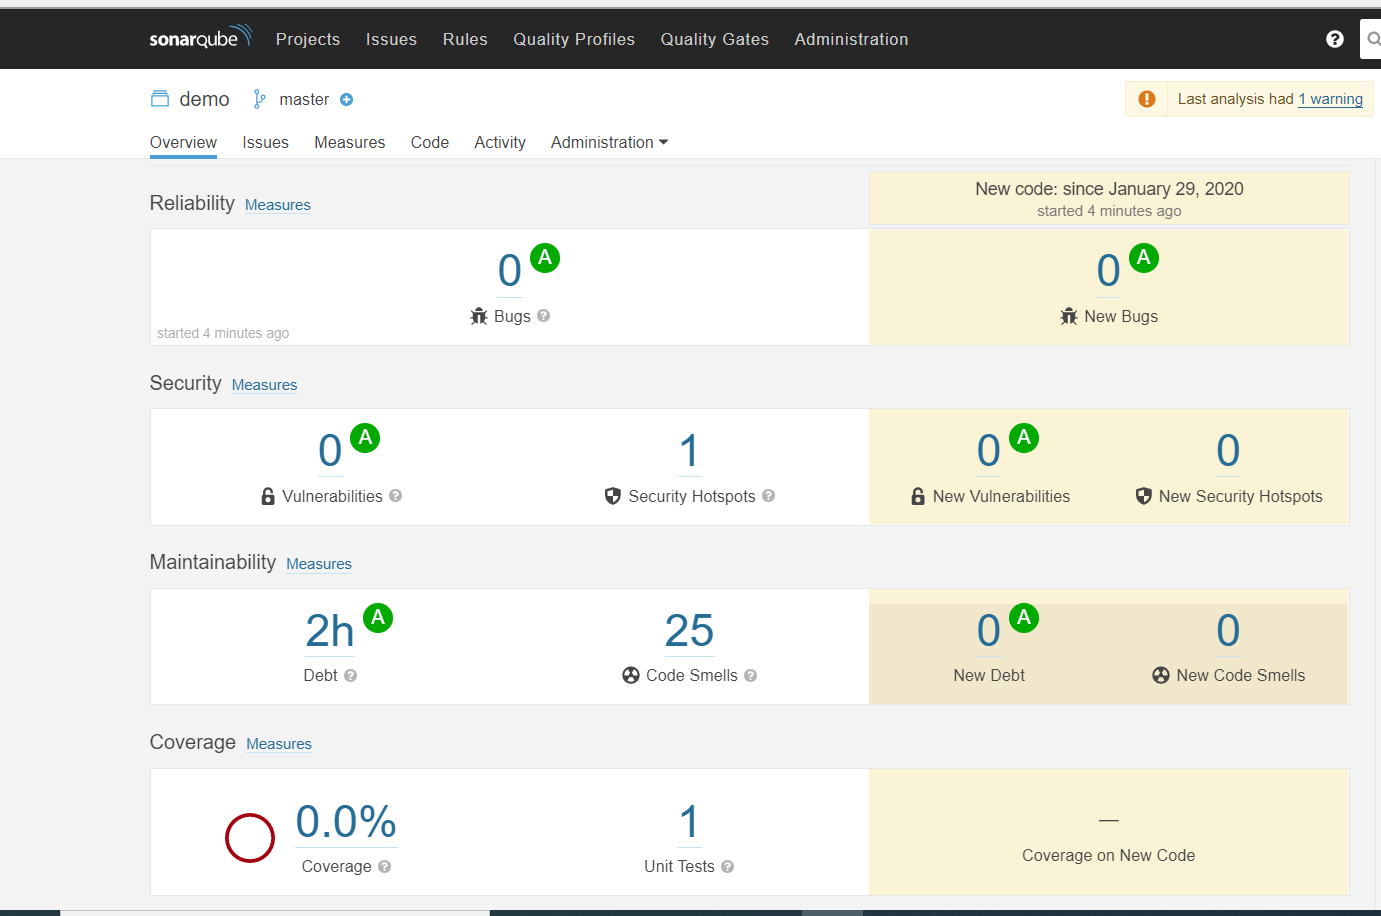 sonarqube Projects Issues Rules Quality Profiles Quality Gates Administration ?
demo master Last analysis had 1 warning
Overview Issues Measures Code Activity Administration
New code: since January 29, 2020
started 4 minutes ago
Reliability Measures
0 A 0 A
Bugs ? New Bugs
started 4 minutes ago
Security Measures
0 A 1 0 A 0
Vulnerabilities ? Security Hotspots ? New Vulnerabilities New Security Hotspots
Maintainability Measures
2h A 25 0 A 0
Debt ? Code Smells ? New Debt New Code Smells
Coverage Measures
0.0% 1 —
Coverage ? Unit Tests ? Coverage on New Code